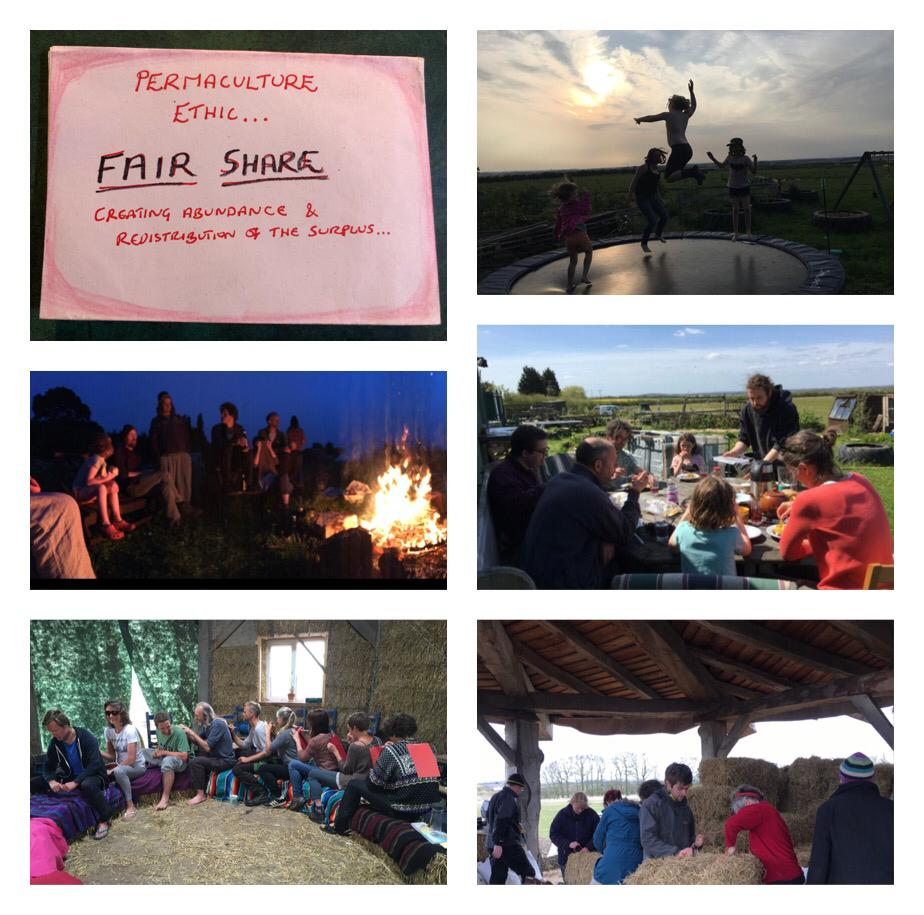 PERMACULTURE
ETHIC...
FAIR SHARE
CREATING ABUNDANCE &
REDISTRIBUTION OF THE SURPLUS...